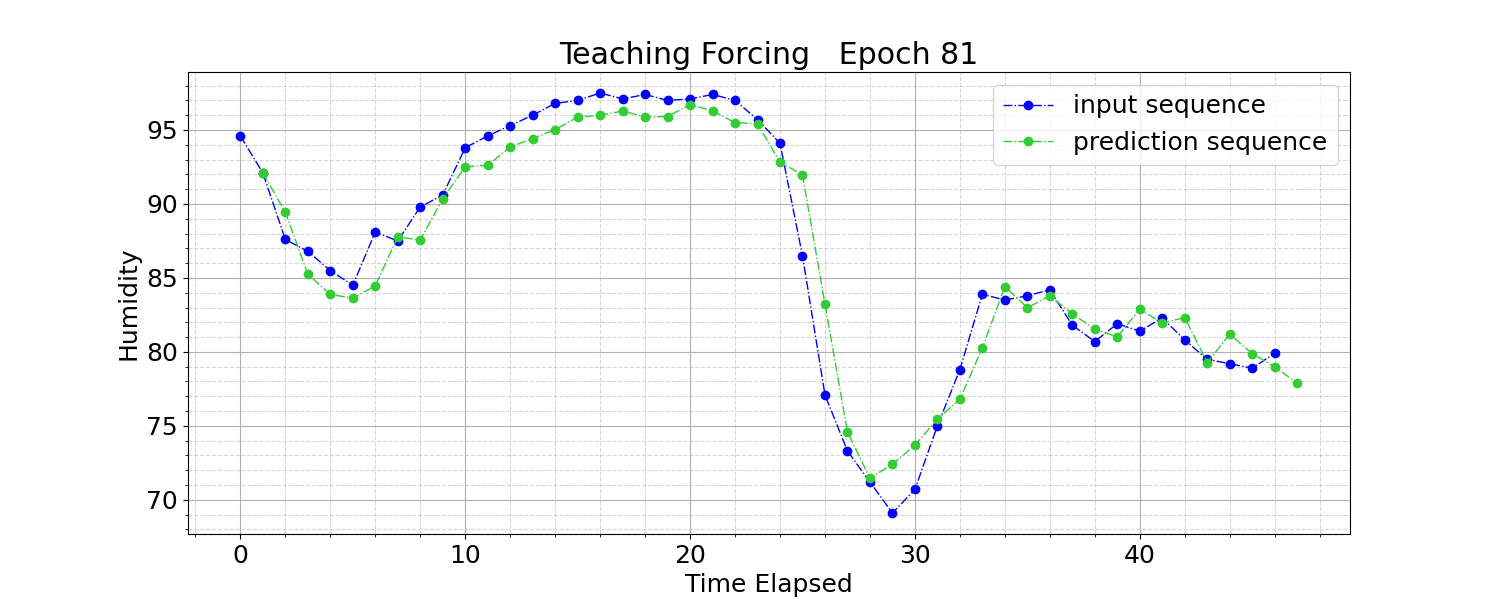 Teaching Forcing   Epoch 81
input sequence
prediction sequence
Humidity
95
90
85
80
75
70
0 10 20 30 40
Time Elapsed